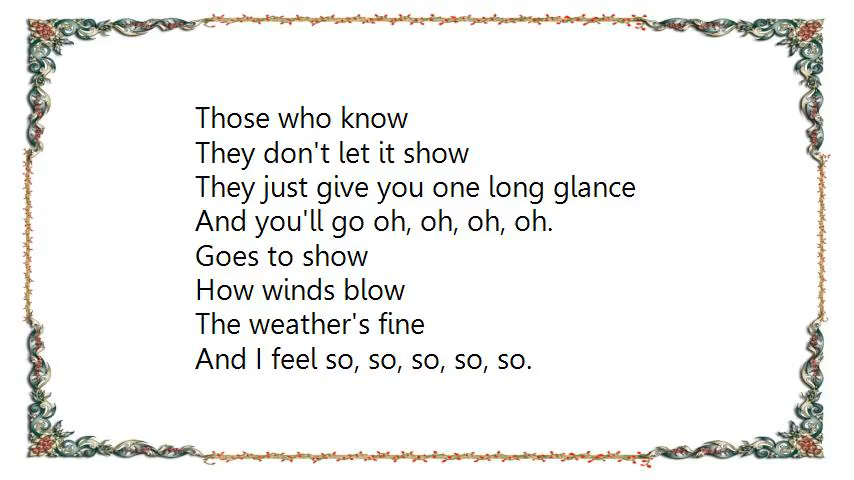 Those who know
They don't let it show
They just give you one long glance
And you'll go oh, oh, oh, oh.
Goes to show
How winds blow
The weather's fine
And I feel so, so, so, so, so.